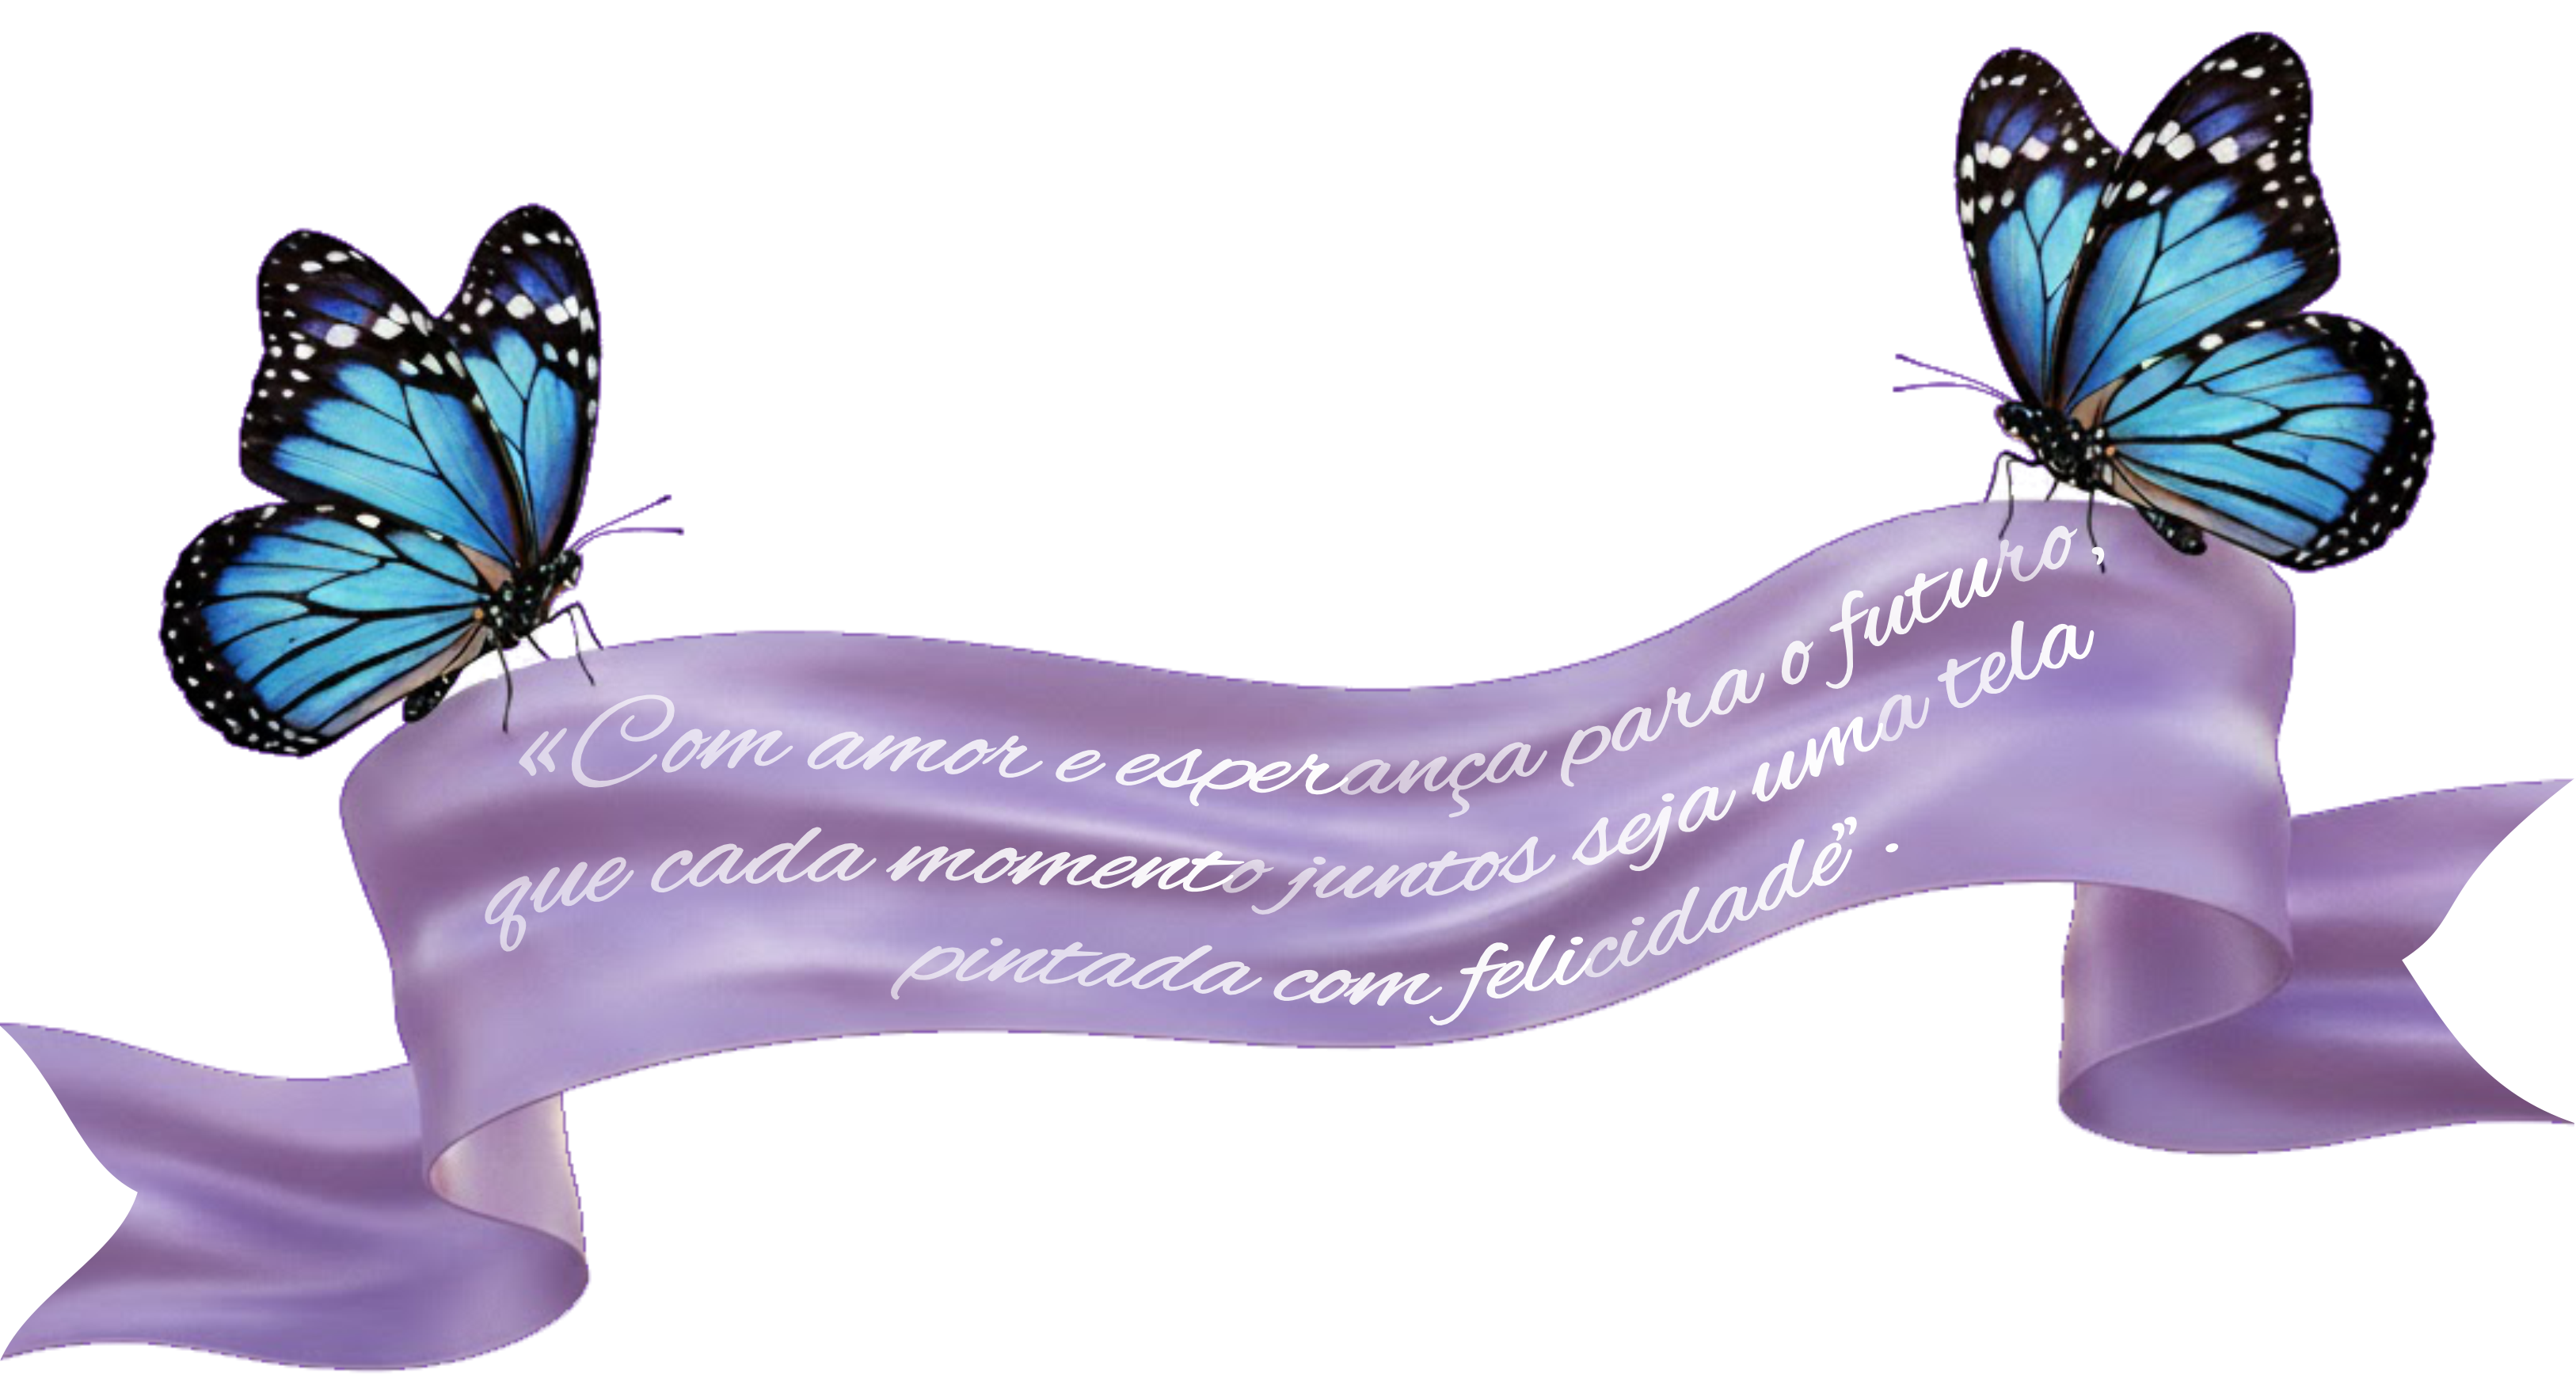 «Com amor e esperança para o futuro,
que cada momento juntos seja uma tela
pintada com felicidade” .